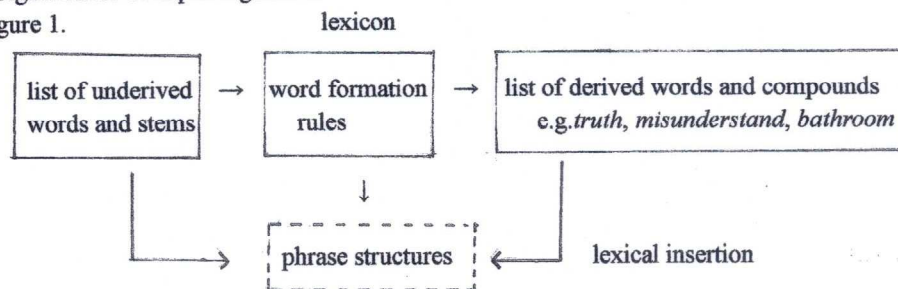 gure 1.
lexicon
list of underived
words and stems
→
word formation
rules
→
list of derived words and compounds
e.g.truth, misunderstand, bathroom
↓
phrase structures
lexical insertion